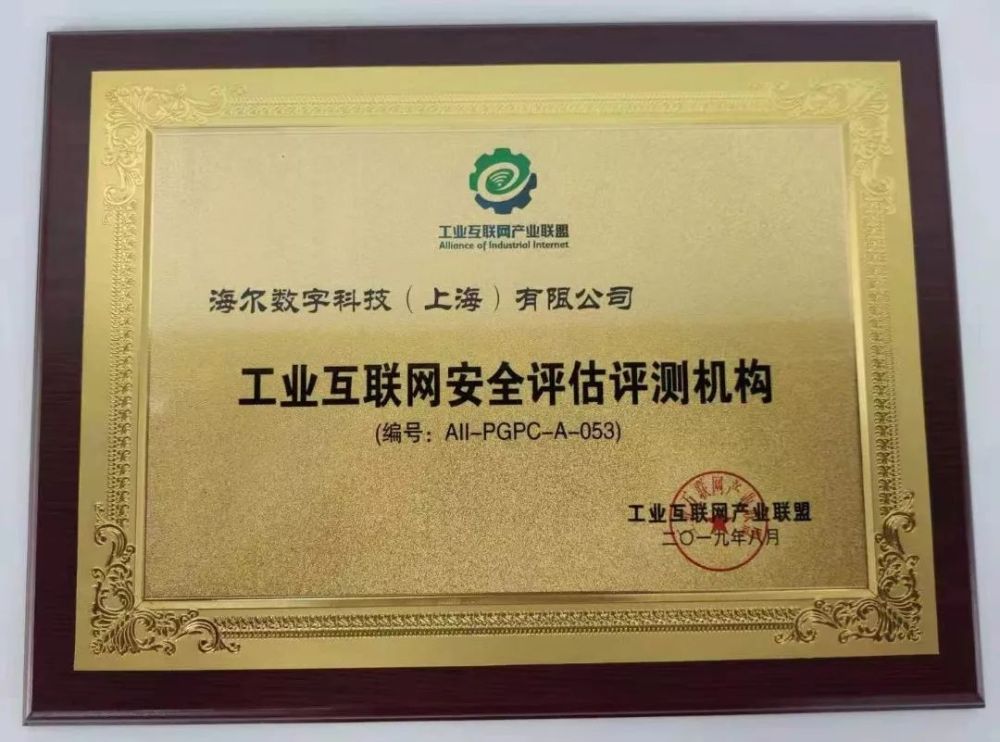 工业互联网产业联盟
Alliance of Industrial Internet
海尔数字科技（上海）有限公司
工业互联网安全评估评测机构
(编号：AII-PGPC-A-053)
工业互联网产业联盟
二〇一九年八月